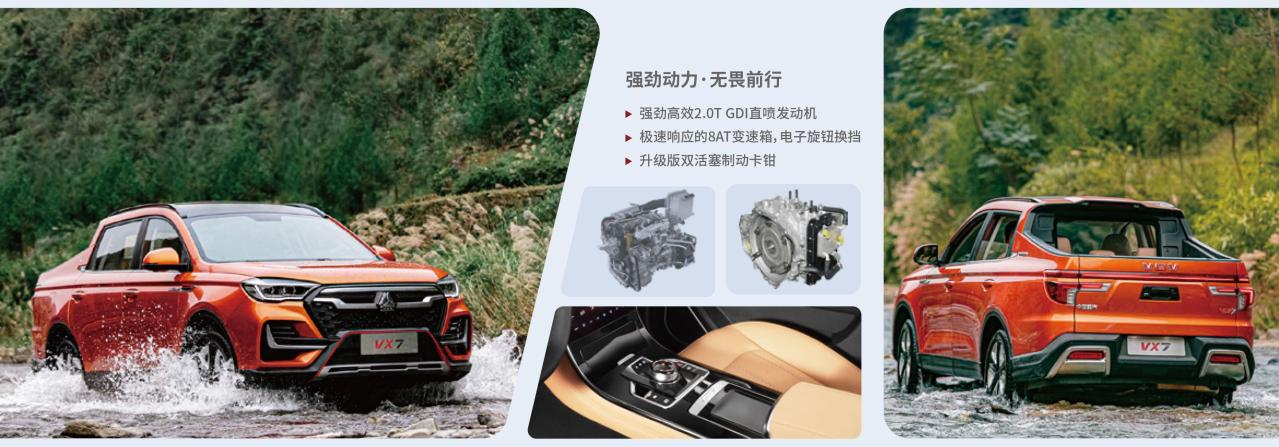 强劲动力·无畏前行
强劲高效2.0T GDI直喷发动机
极速响应的8AT变速箱，电子旋钮换挡
升级版双活塞制动卡钳
VX7
VGV
VX7